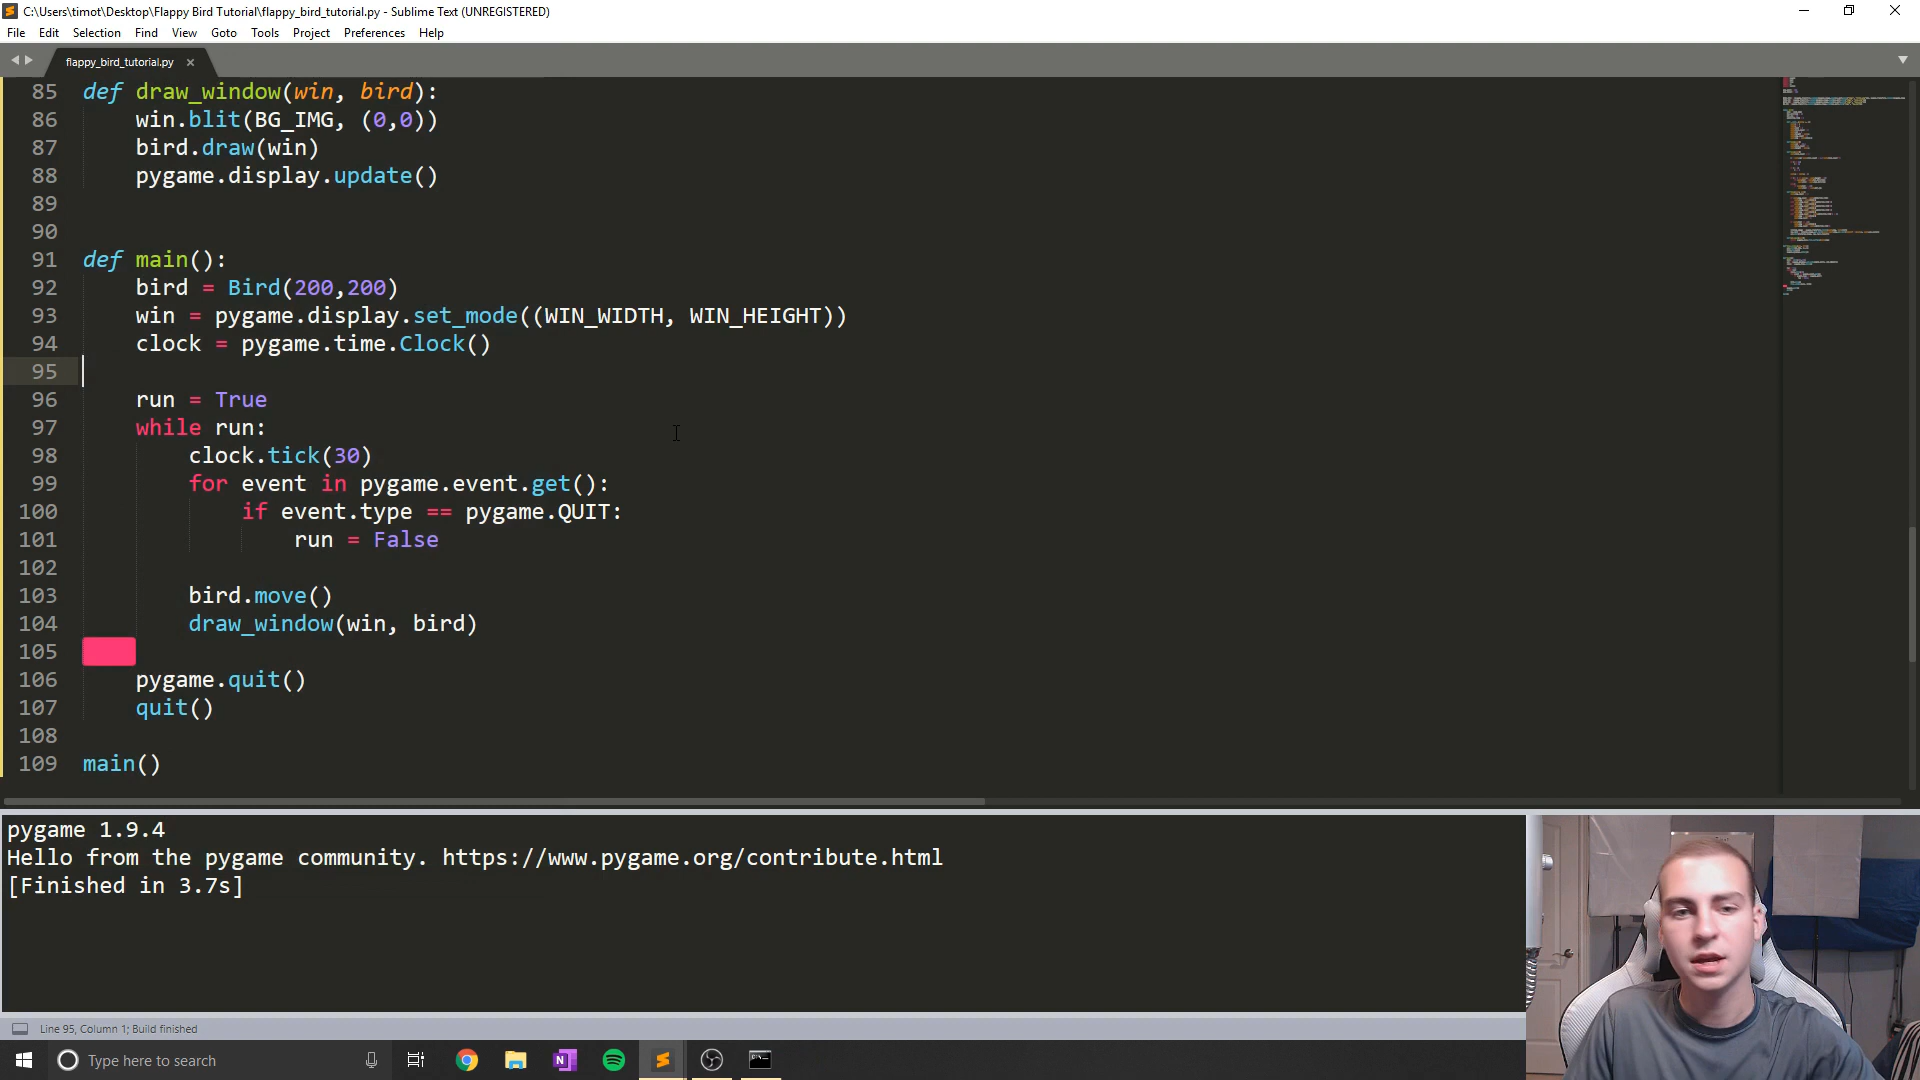 C:\Users\timot\Desktop\Flappy Bird Tutorial\flappy_bird_tutorial.py - Sublime Text (UNREGISTERED)
File Edit Selection Find View Goto Tools Project Preferences Help
flappy_bird_tutorial.py ×
85 def draw_window(win, bird):
86 win.blit(BG_IMG, (0,0))
87 bird.draw(win)
88 pygame.display.update()
89
90
91 def main():
92 bird = Bird(200,200)
93 win = pygame.display.set_mode((WIN_WIDTH, WIN_HEIGHT))
94 clock = pygame.time.Clock()
95
96 run = True
97 while run:
98 clock.tick(30)
99 for event in pygame.event.get():
100 if event.type == pygame.QUIT:
101 run = False
102
103 bird.move()
104 draw_window(win, bird)
105
106 pygame.quit()
107 quit()
108
109 main()
pygame 1.9.4
Hello from the pygame community. https://www.pygame.org/contribute.html
[Finished in 3.7s]
Line 95, Column 1; Build finished
Type here to search